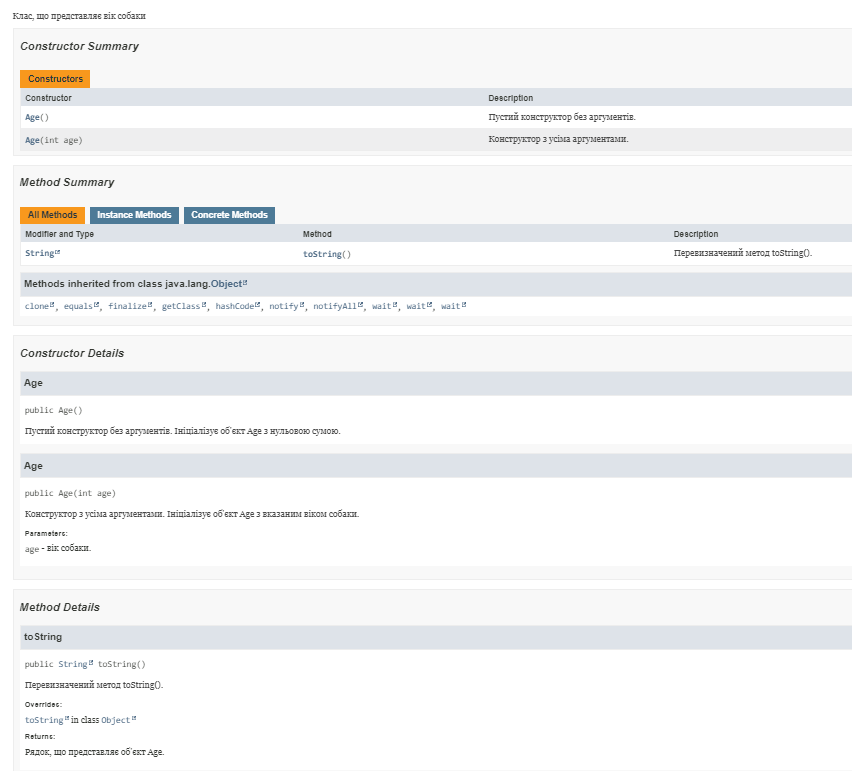 Клас, що представляє вік собаки
Constructor Summary
Constructors
Constructor Description
Age() Пустий конструктор без аргументів.
Age(int age) Конструктор з усіма аргументами.
Method Summary
All Methods Instance Methods Concrete Methods
Modifier and Type Method Description
String toString() Перевизначений метод toString().
Methods inherited from class java.lang.Object
clone, equals, finalize, getClass, hashCode, notify, notifyAll, wait, wait, wait
Constructor Details
Age
public Age()
Пустий конструктор без аргументів. Ініціалізує об'єкт Age з нульовою сумою.
Age
public Age(int age)
Конструктор з усіма аргументами. Ініціалізує об'єкт Age з вказаним віком собаки.
Parameters:
age - вік собаки.
Method Details
toString
public String toString()
Перевизначений метод toString().
Overrides:
toString in class Object
Returns:
Рядок, що представляє об'єкт Age.